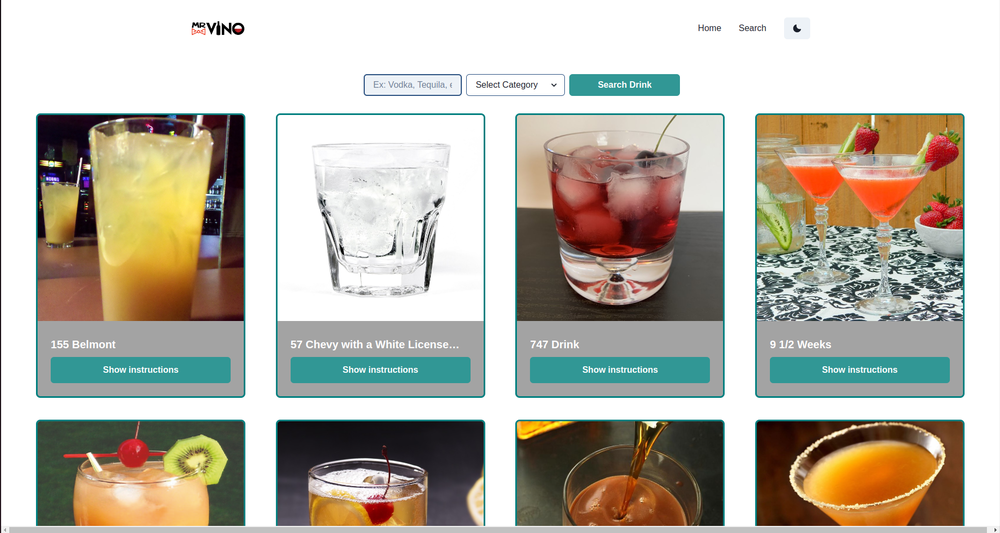 MR VINO
Home Search
Ex: Vodka, Tequila, Select Category Search Drink
155 Belmont
57 Chevy with a White License...
747 Drink
9 1/2 Weeks
Show instructions
Show instructions
Show instructions
Show instructions